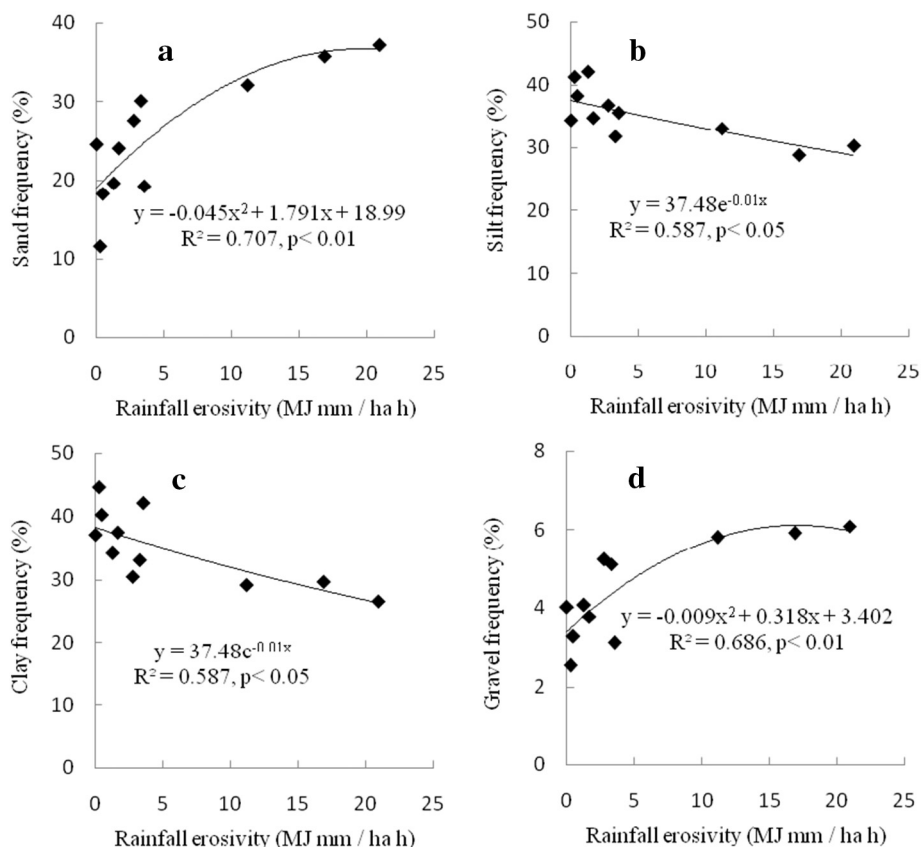 a
40
30
20
10
0
Sand frequency (%)
y = -0.045x² + 1.791x + 18.99
R² = 0.707, p< 0.01
0 5 10 15 20 25
Rainfall erosivity (MJ mm / ha h)
b
50
40
30
20
10
0
Silt frequency (%)
y = 37.48e⁻⁰·⁰¹ˣ
R² = 0.587, p< 0.05
0 5 10 15 20 25
Rainfall erosivity (MJ mm / ha h)
c
50
40
30
20
10
0
Clay frequency (%)
y = 37.48e⁻⁰·⁰¹ˣ
R² = 0.587, p< 0.05
0 5 10 15 20 25
Rainfall erosivity (MJ mm / ha h)
d
8
6
4
2
0
Gravel frequency (%)
y = -0.009x² + 0.318x + 3.402
R² = 0.686, p< 0.01
0 5 10 15 20 25
Rainfall erosivity (MJ mm / ha h)